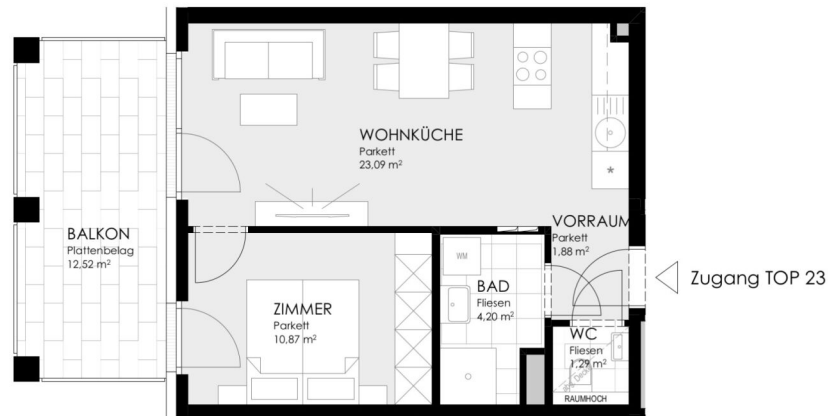 WOHNKÜCHE
Parkett
23,09 m²
*
BALKON
Plattenbelag
12,52 m²
VORRAUM
Parkett
1,88 m²
Zugang TOP 23
WM
BAD
Fliesen
4,20 m²
ZIMMER
Parkett
10,87 m²
WC
Fliesen
1,29 m²
RAUMHOCH